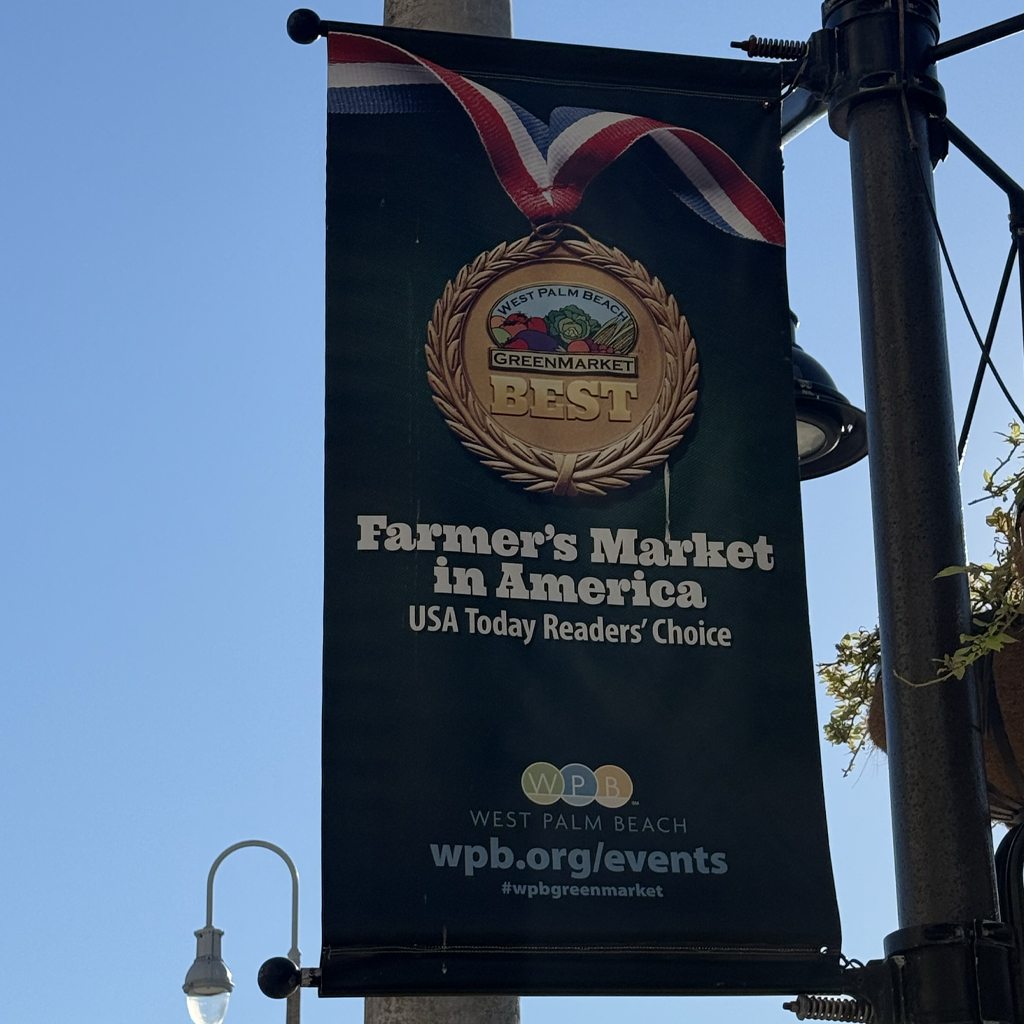 WEST PALM BEACH
GREENMARKET
BEST
Farmer's Market
in America
USA Today Readers' Choice
W P B SM
WEST PALM BEACH
wpb.org/events
#wpbgreenmarket